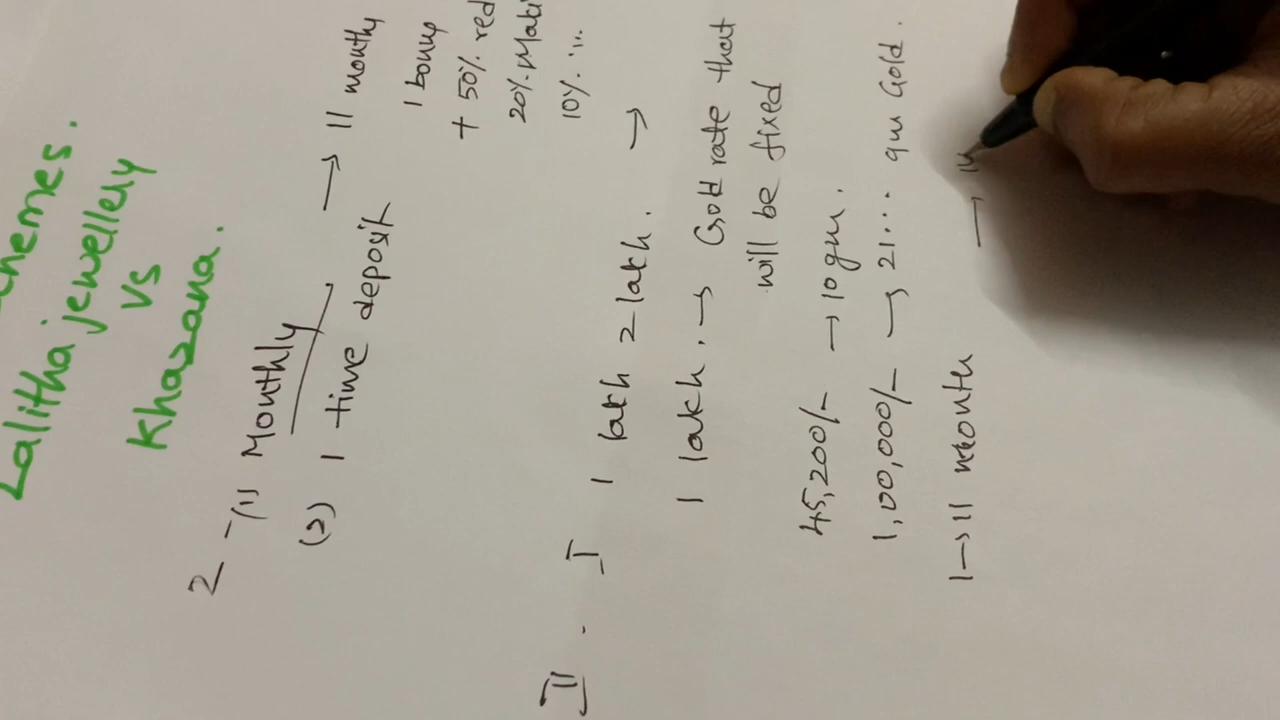 Lalitha jewellery
Vs
Khazana.
2 - (1) Monthly → 11 months
(2) 1 time deposit
1 bonus
+ 50% red
20% Maki
10% ...
II . I 1 lakh 2 lakh. →
1 lakh. → Gold rate that
will be fixed
45,200/- → 10 gm.
1,00,000/- → 21... gm Gold.
1 → 11 month →